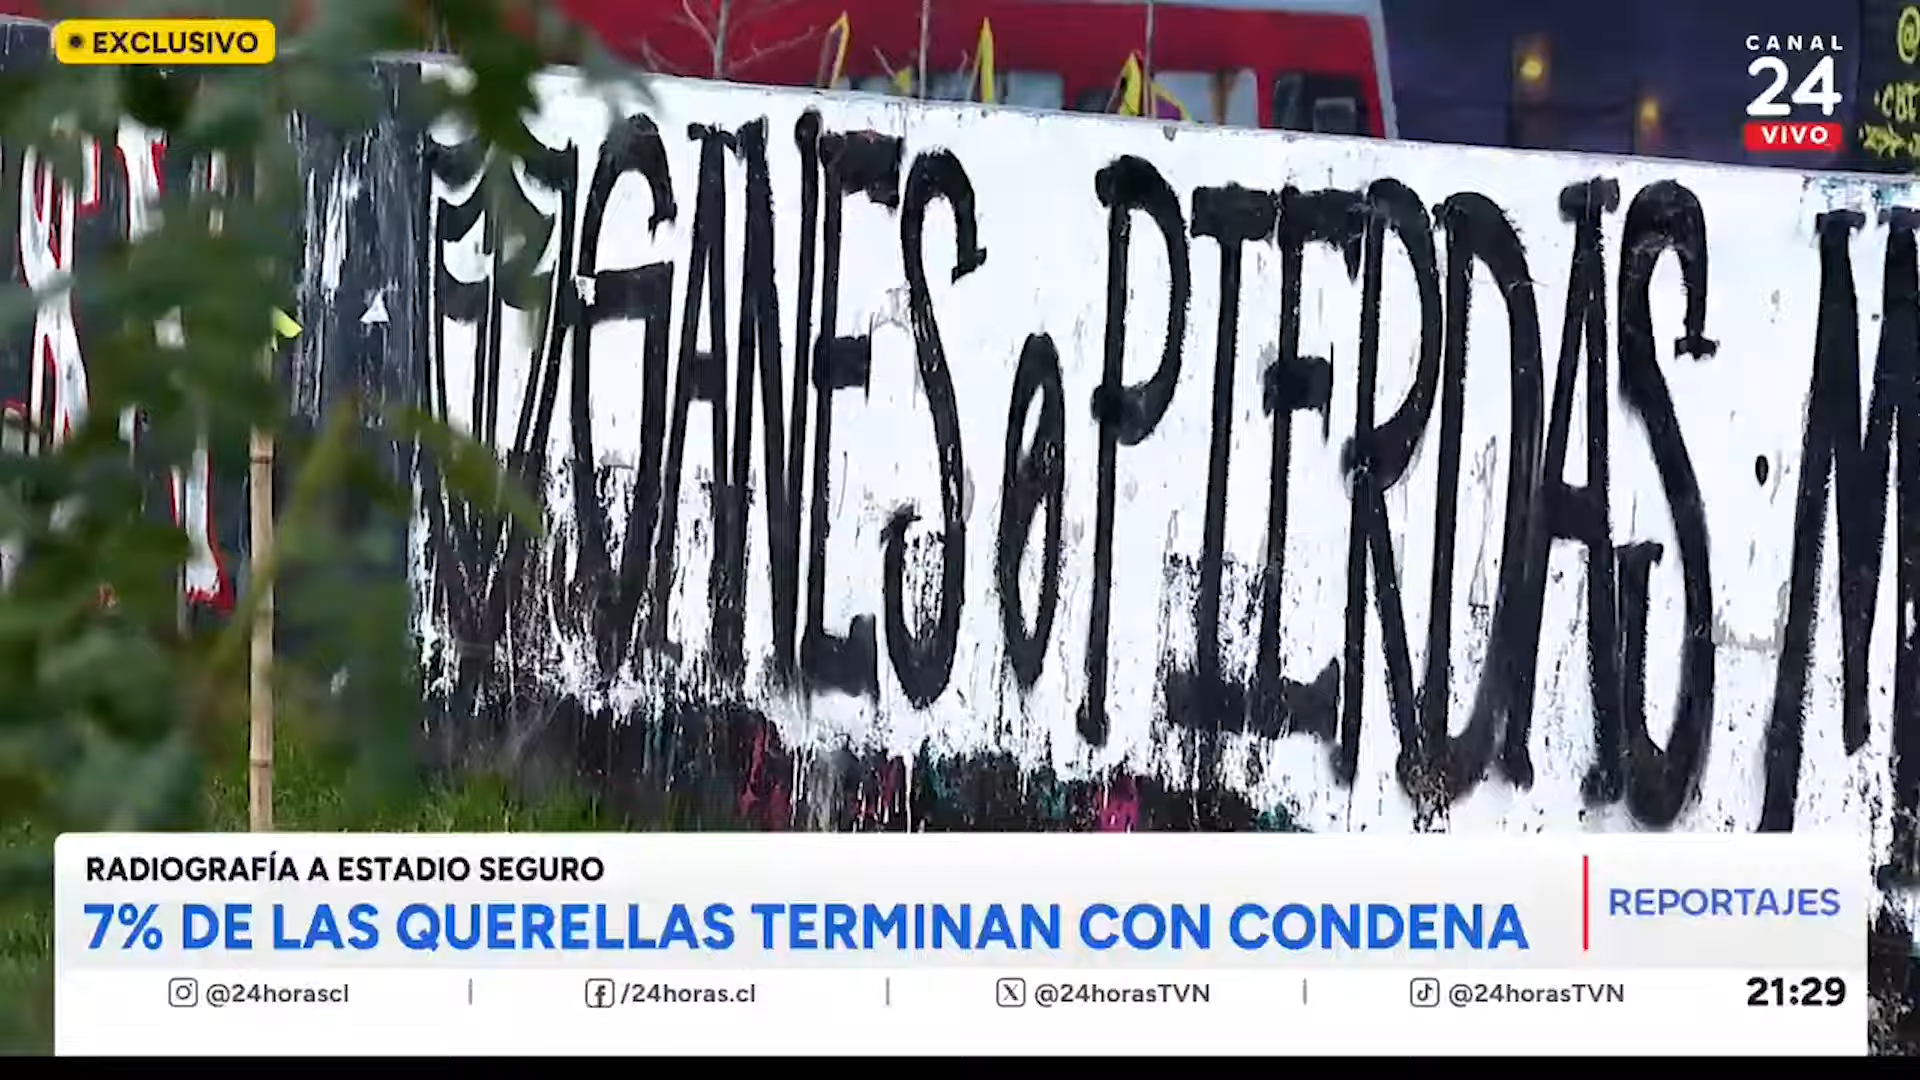 EXCLUSIVO
CANAL
24
VIVO
GANES o PIERDAS
RADIOGRAFÍA A ESTADIO SEGURO
7% DE LAS QUERELLAS TERMINAN CON CONDENA
REPORTAJES
@24horascl
/24horas.cl
@24horasTVN
@24horasTVN
21:29